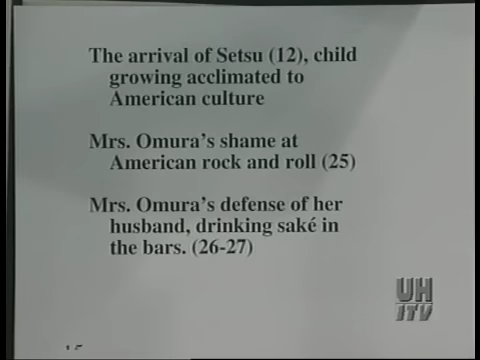 The arrival of Setsu (12), child
growing acclimated to
American culture
Mrs. Omura's shame at
American rock and roll (25)
Mrs. Omura's defense of her
husband, drinking saké in
the bars. (26-27)
UH
ITV